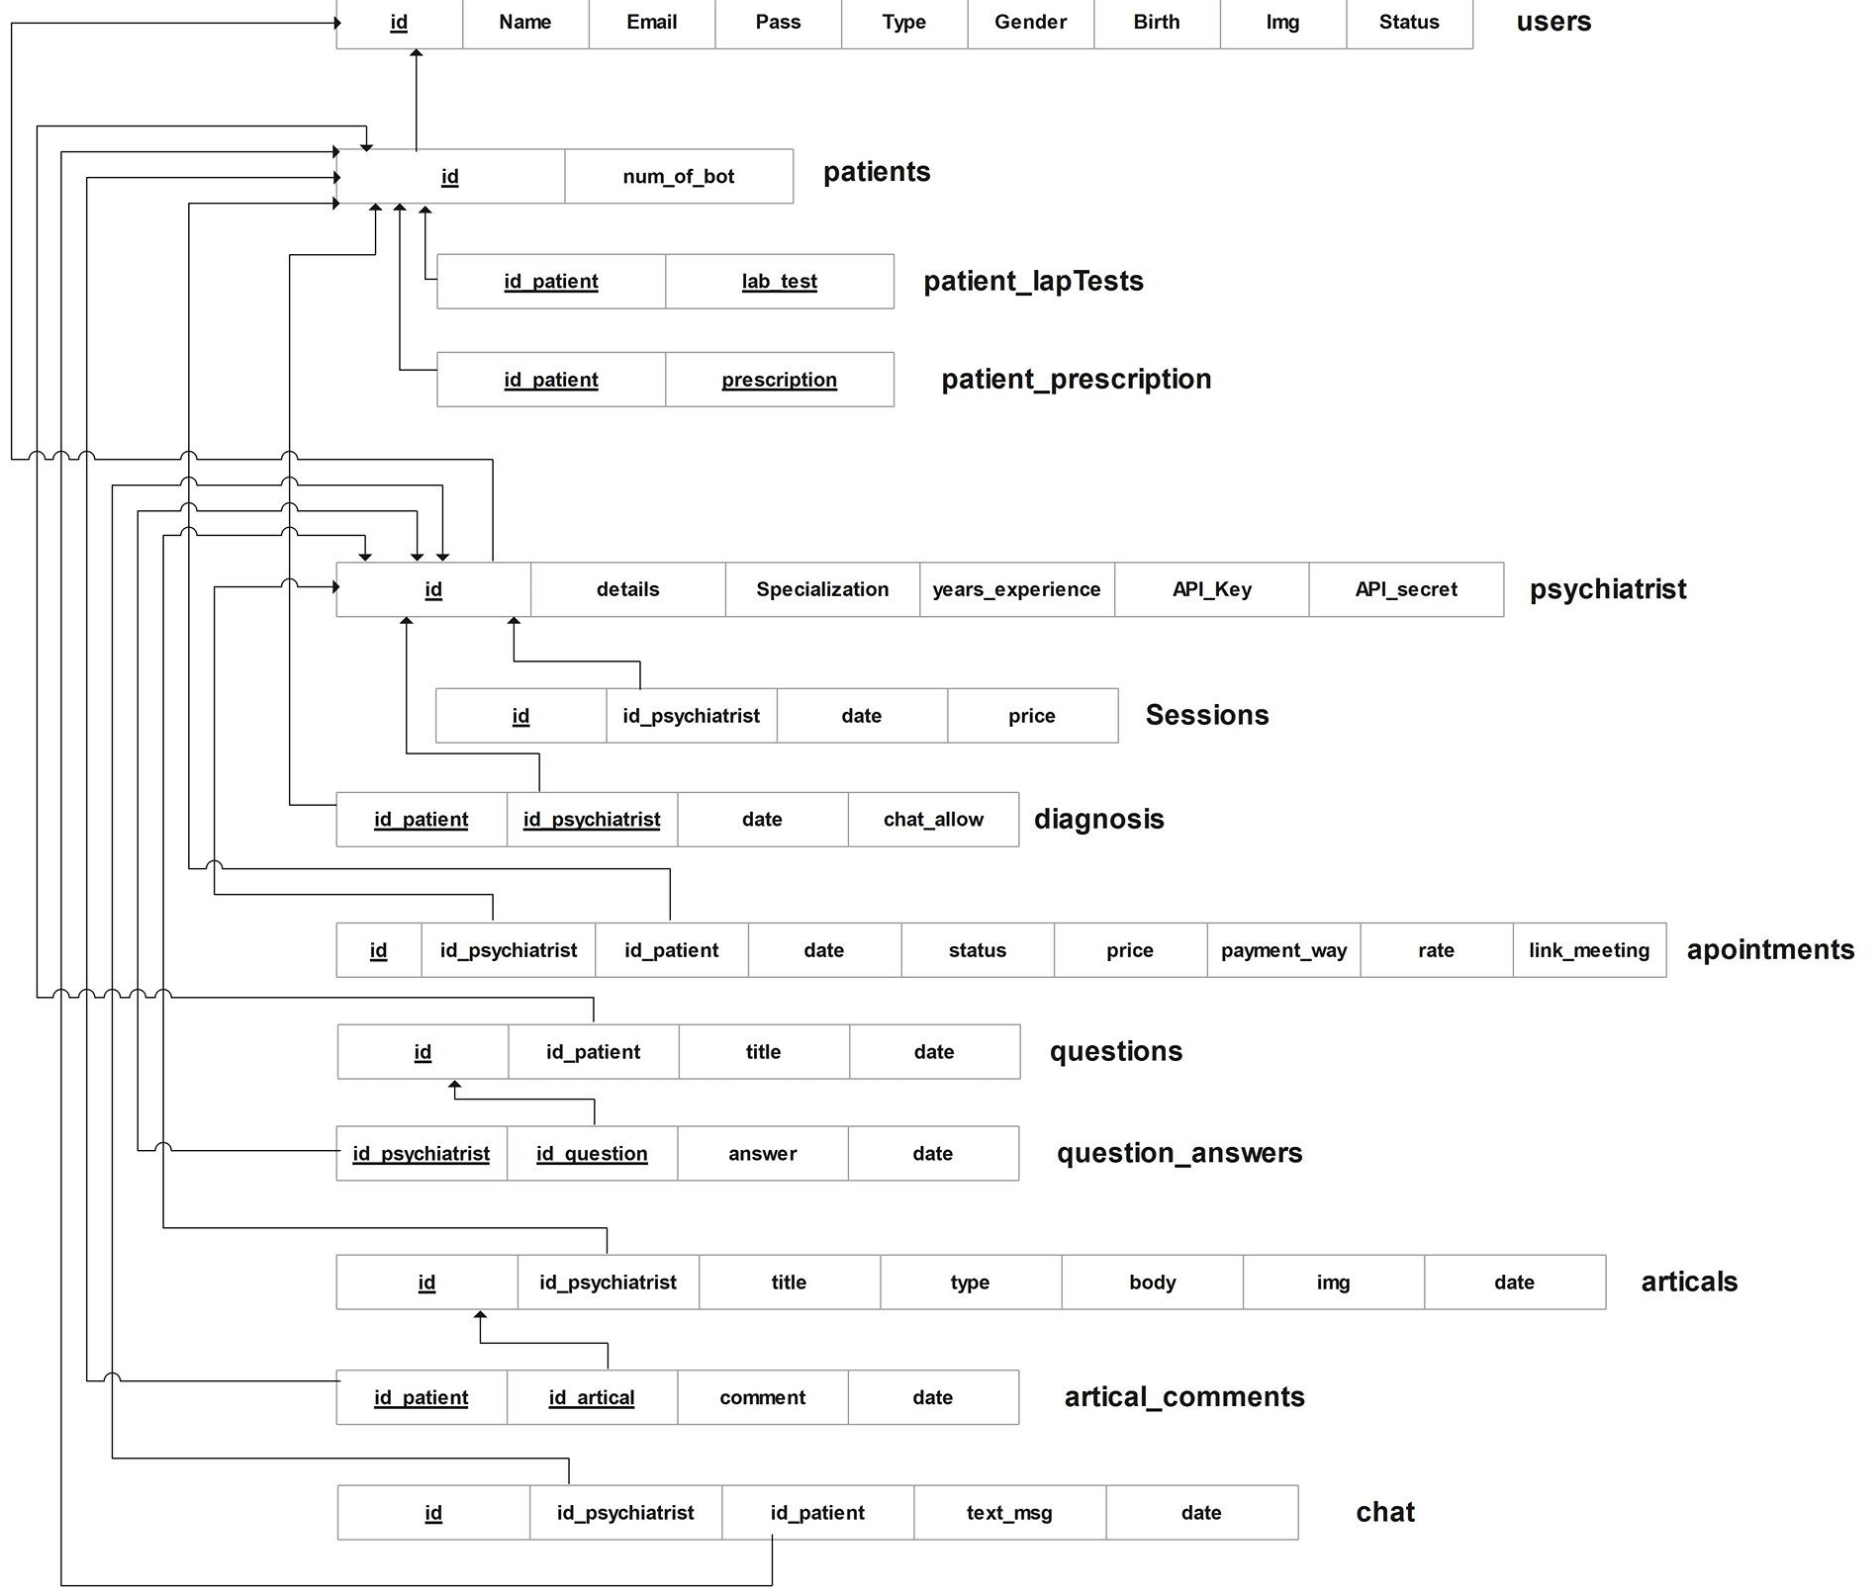 id Name Email Pass Type Gender Birth Img Status users
id num_of_bot patients
id_patient lab_test patient_lapTests
id_patient prescription patient_prescription
id details Specialization years_experience API_Key API_secret psychiatrist
id id_psychiatrist date price Sessions
id_patient id_psychiatrist date chat_allow diagnosis
id id_psychiatrist id_patient date status price payment_way rate link_meeting apointments
id id_patient title date questions
id_psychiatrist id_question answer date question_answers
id id_psychiatrist title type body img date articals
id_patient id_artical comment date artical_comments
id id_psychiatrist id_patient text_msg date chat